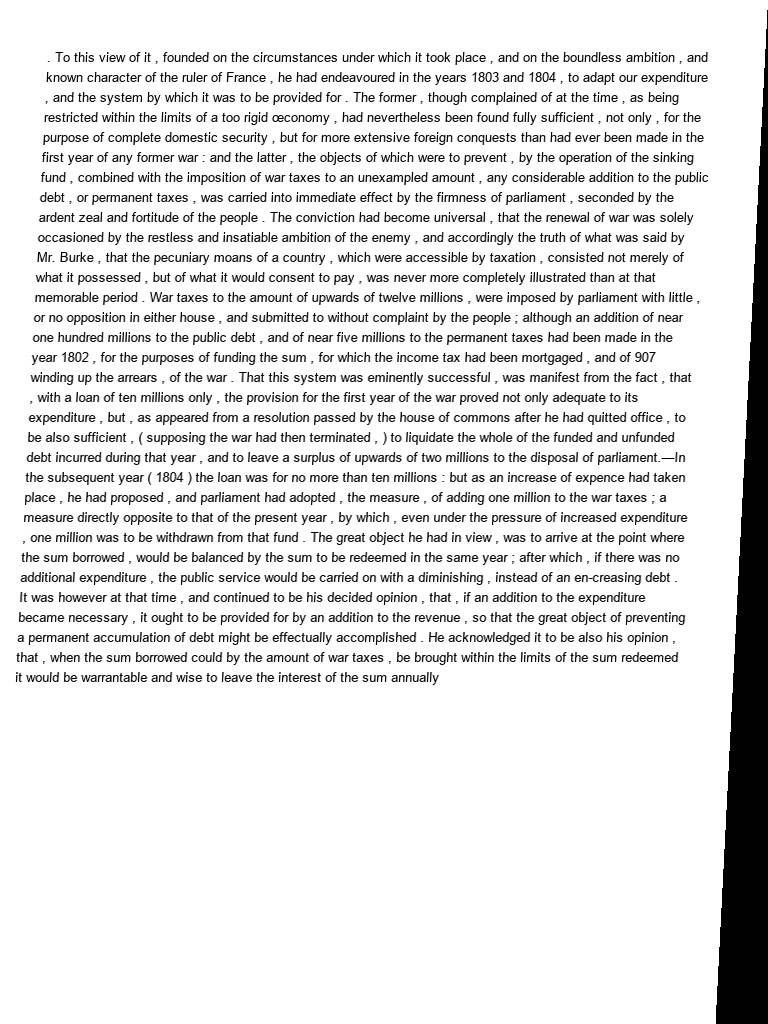 . To this view of it , founded on the circumstances under which it took place , and on the boundless ambition , and
known character of the ruler of France , he had endeavoured in the years 1803 and 1804 , to adapt our expenditure
, and the system by which it was to be provided for . The former , though complained of at the time , as being
restricted within the limits of a too rigid œconomy , had nevertheless been found fully sufficient , not only , for the
purpose of complete domestic security , but for more extensive foreign conquests than had ever been made in the
first year of any former war : and the latter , the objects of which were to prevent , by the operation of the sinking
fund , combined with the imposition of war taxes to an unexampled amount , any considerable addition to the public
debt , or permanent taxes , was carried into immediate effect by the firmness of parliament , seconded by the
ardent zeal and fortitude of the people . The conviction had become universal , that the renewal of war was solely
occasioned by the restless and insatiable ambition of the enemy , and accordingly the truth of what was said by
Mr. Burke , that the pecuniary moans of a country , which were accessible by taxation , consisted not merely of
what it possessed , but of what it would consent to pay , was never more completely illustrated than at that
memorable period . War taxes to the amount of upwards of twelve millions , were imposed by parliament with little ,
or no opposition in either house , and submitted to without complaint by the people ; although an addition of near
one hundred millions to the public debt , and of near five millions to the permanent taxes had been made in the
year 1802 , for the purposes of funding the sum , for which the income tax had been mortgaged , and of 907
winding up the arrears , of the war . That this system was eminently successful , was manifest from the fact , that
, with a loan of ten millions only , the provision for the first year of the war proved not only adequate to its
expenditure , but , as appeared from a resolution passed by the house of commons after he had quitted office , to
be also sufficient , ( supposing the war had then terminated , ) to liquidate the whole of the funded and unfunded
debt incurred during that year , and to leave a surplus of upwards of two millions to the disposal of parliament.—In
the subsequent year ( 1804 ) the loan was for no more than ten millions : but as an increase of expence had taken
place , he had proposed , and parliament had adopted , the measure , of adding one million to the war taxes ; a
measure directly opposite to that of the present year , by which , even under the pressure of increased expenditure
, one million was to be withdrawn from that fund . The great object he had in view , was to arrive at the point where
the sum borrowed , would be balanced by the sum to be redeemed in the same year ; after which , if there was no
additional expenditure , the public service would be carried on with a diminishing , instead of an en-creasing debt .
It was however at that time , and continued to be his decided opinion , that , if an addition to the expenditure
became necessary , it ought to be provided for by an addition to the revenue , so that the great object of preventing
a permanent accumulation of debt might be effectually accomplished . He acknowledged it to be also his opinion ,
that , when the sum borrowed could by the amount of war taxes , be brought within the limits of the sum redeemed
it would be warrantable and wise to leave the interest of the sum annually